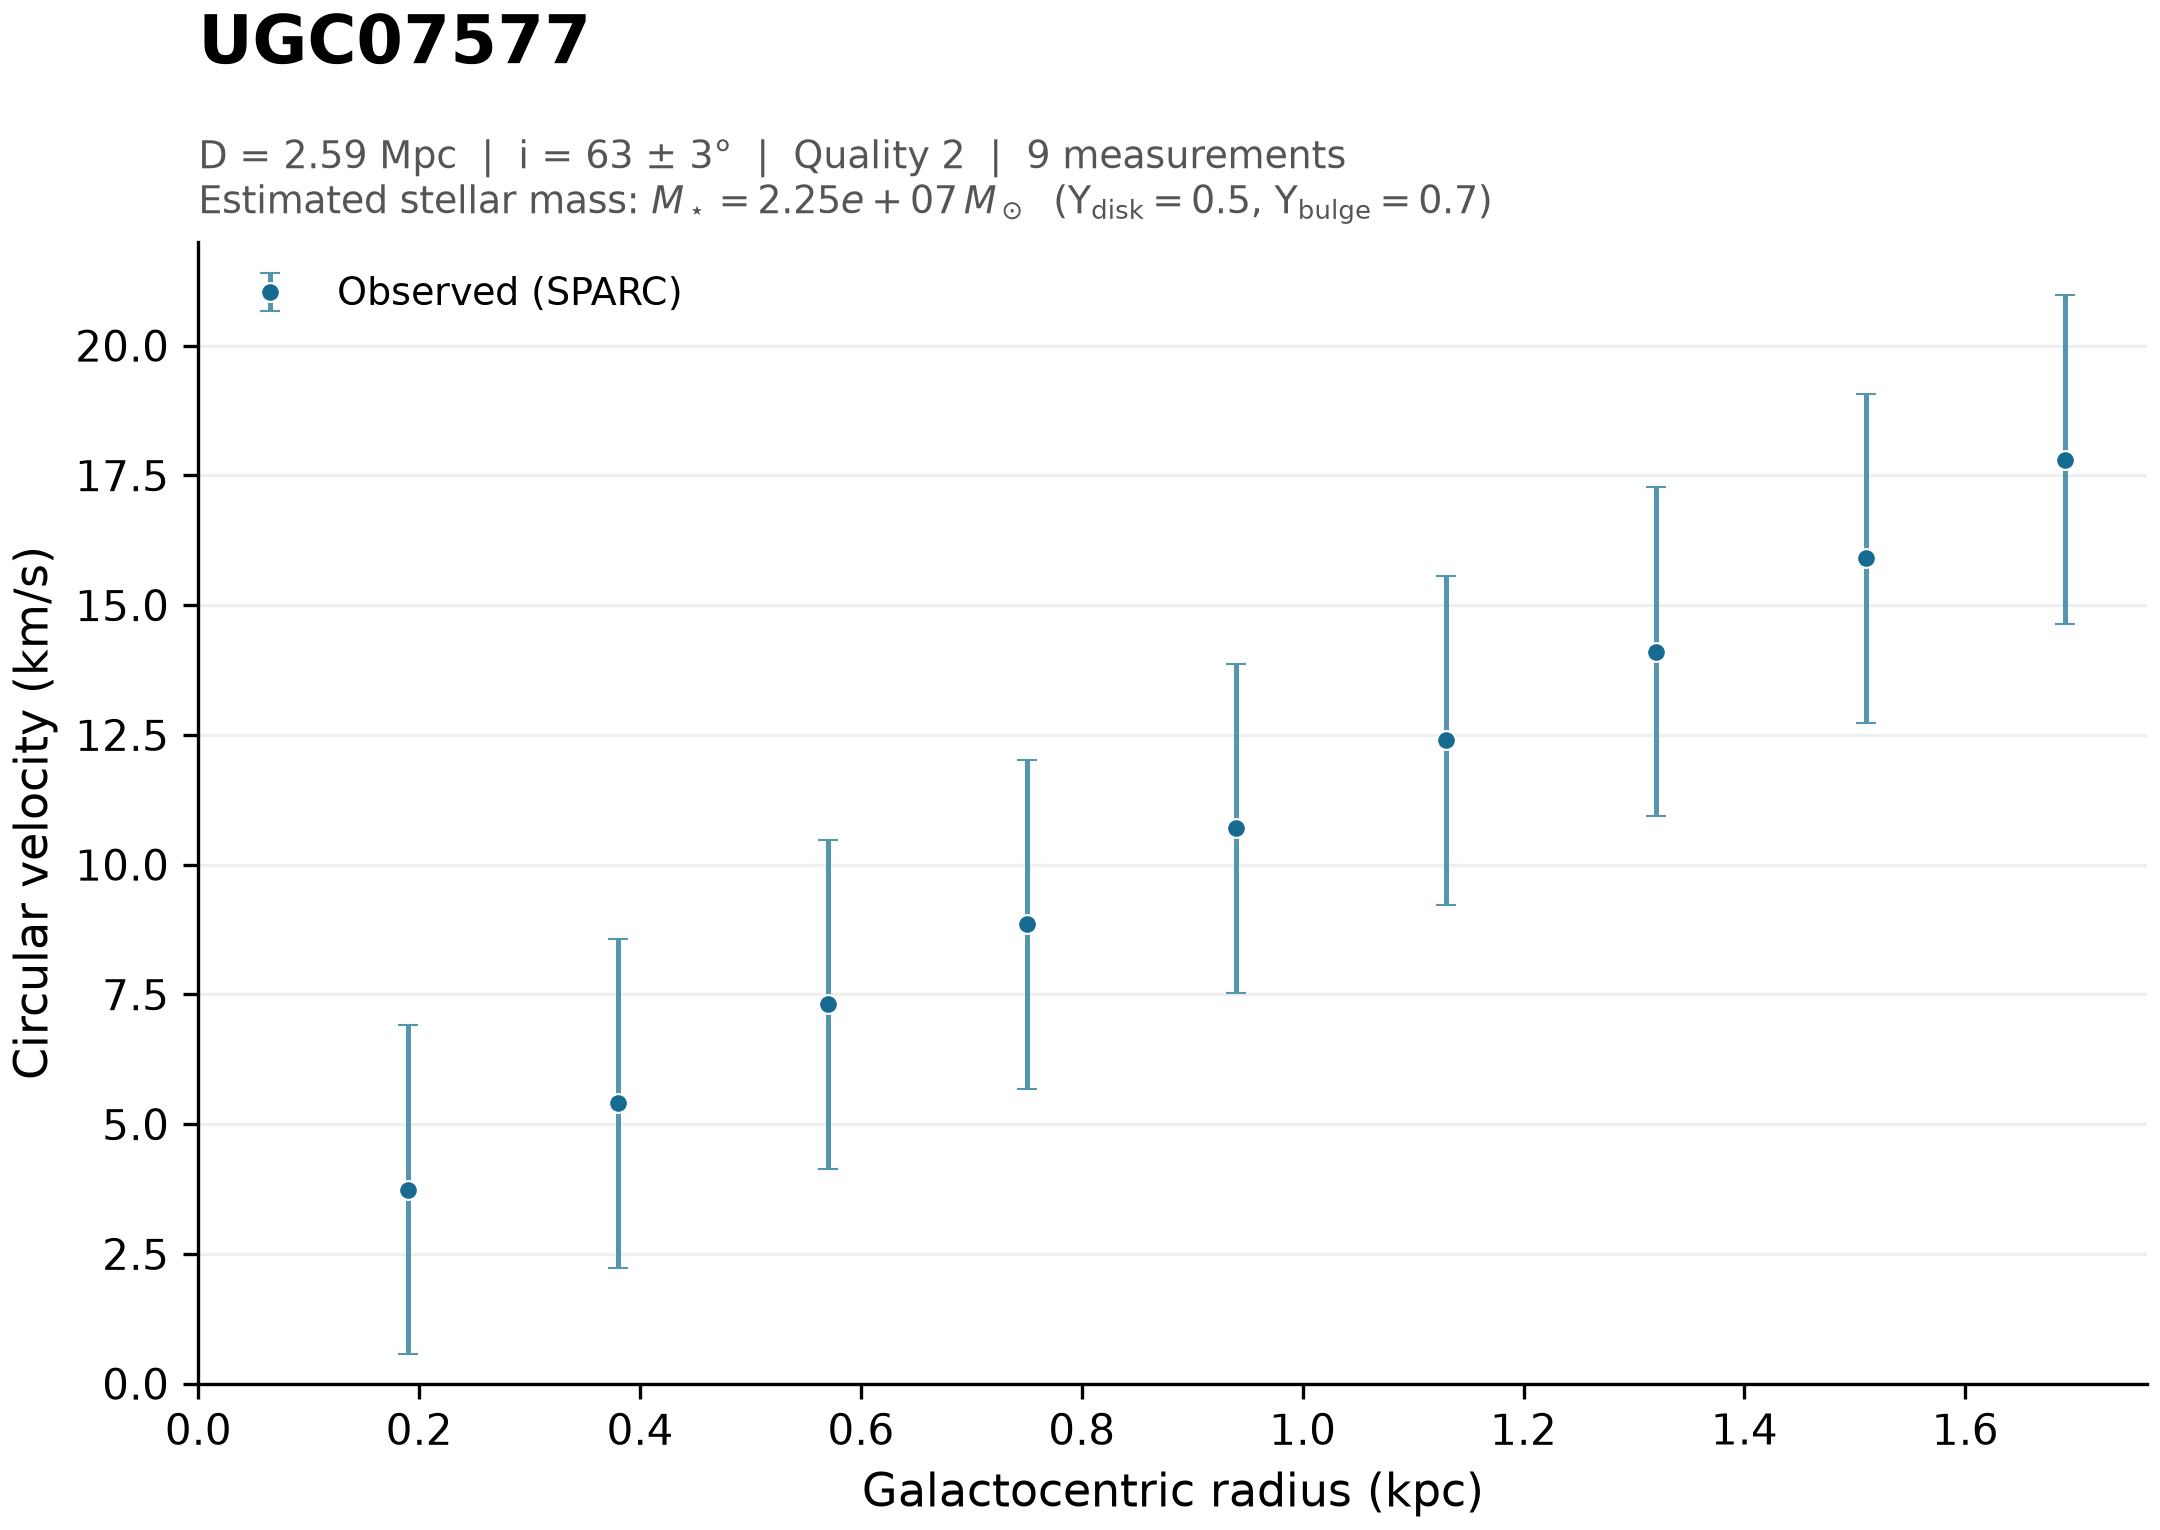 UGC07577
D = 2.59 Mpc | i = 63 ± 3° | Quality 2 | 9 measurements
Estimated stellar mass: M⋆ = 2.25e + 07 M⊙ (Υdisk = 0.5, Υbulge = 0.7)
Observed (SPARC)
20.0
17.5
15.0
12.5
10.0
7.5
5.0
2.5
0.0
Circular velocity (km/s)
0.0 0.2 0.4 0.6 0.8 1.0 1.2 1.4 1.6
Galactocentric radius (kpc)